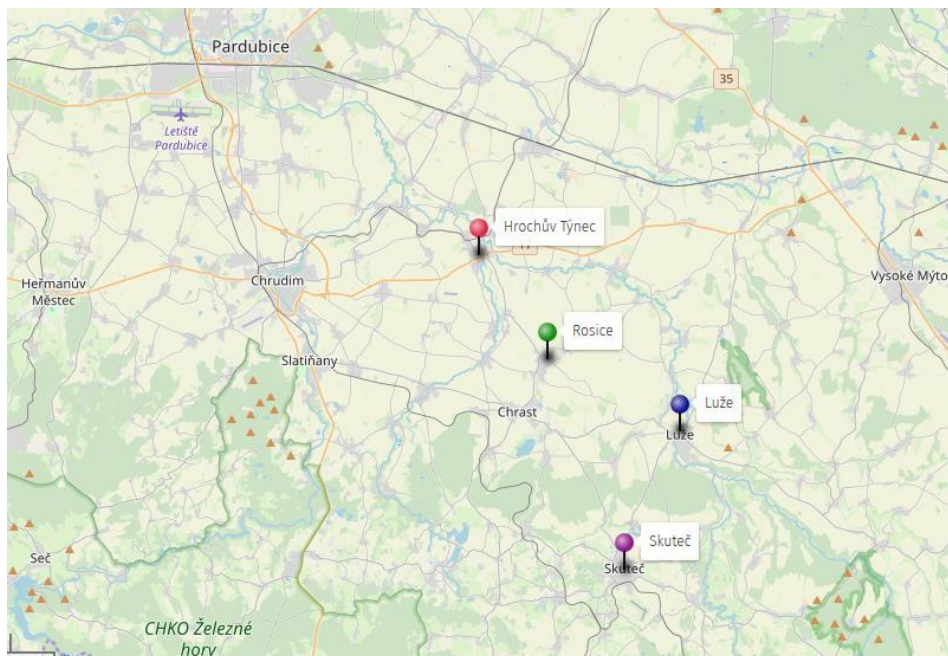 Pardubice
35
Letiště
Pardubice
Hrochův Týnec
Heřmanův
Městec
Chrudim
Vysoké Mýto
Rosice
Slatiňany
Luže
Chrast
Luže
Skuteč
Seč
Skuteč
CHKO Železné
hory